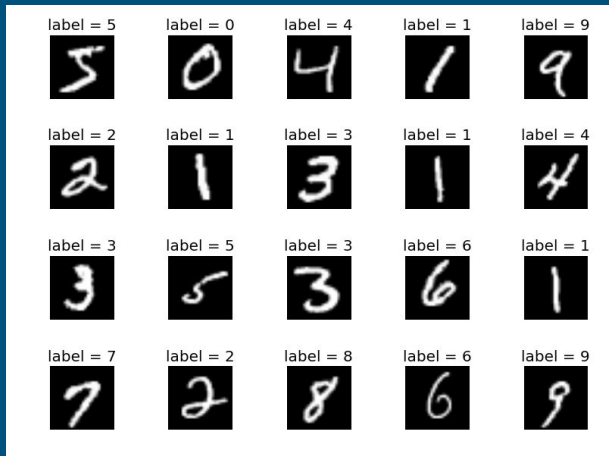 label = 5 label = 0 label = 4 label = 1 label = 9
5 0 4 1 9
label = 2 label = 1 label = 3 label = 1 label = 4
2 1 3 1 4
label = 3 label = 5 label = 3 label = 6 label = 1
3 5 3 6 1
label = 7 label = 2 label = 8 label = 6 label = 9
7 2 8 6 9